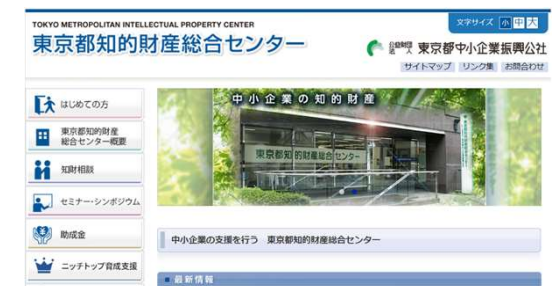 TOKYO METROPOLITAN INTELLECTUAL PROPERTY CENTER
東京都知的財産総合センター
文字サイズ 小 中 大
公益財団法人 東京都中小企業振興公社
サイトマップ リンク集 お問合わせ
はじめての方
東京都知的財産
総合センター概要
知財相談
セミナー・シンポジウム
助成金
ニッチトップ育成支援
中小企業の知的財産
東京都知的財産総合センター
中小企業の支援を行う 東京都知的財産総合センター
最新情報